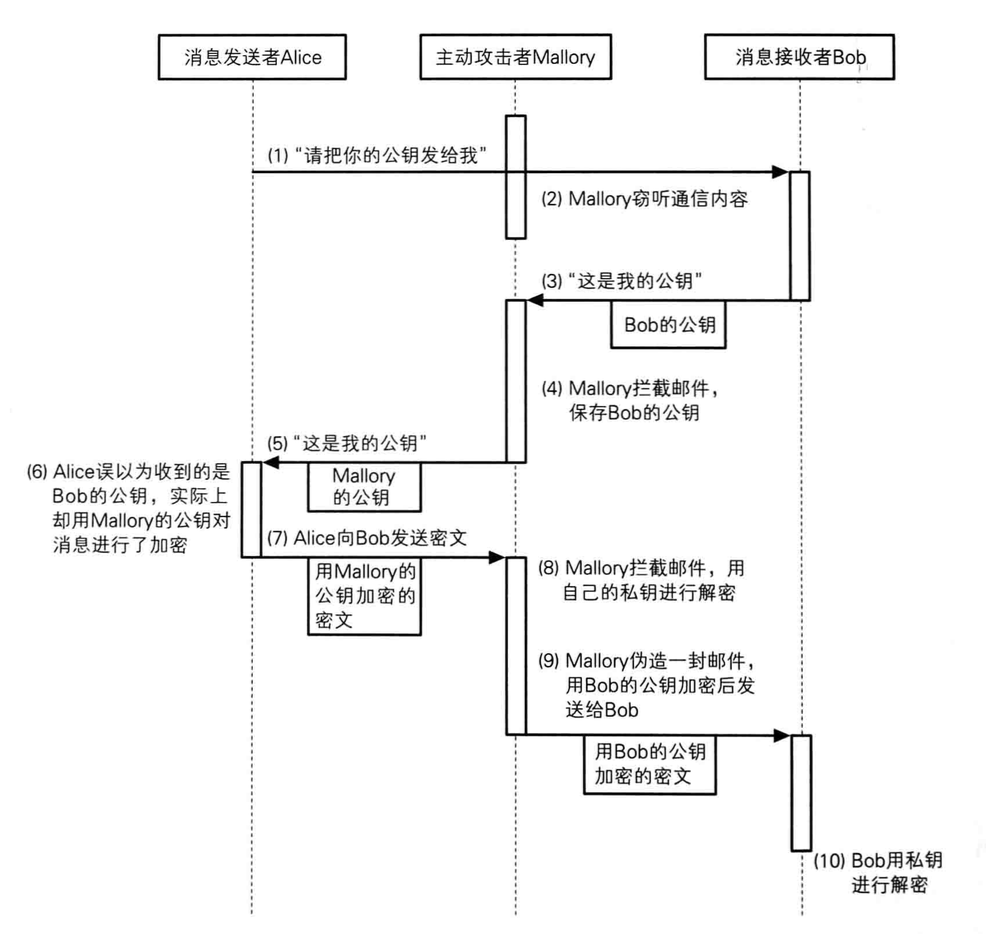 消息发送者Alice
主动攻击者Mallory
消息接收者Bob
(1) “请把你的公钥发给我”
(2) Mallory窃听通信内容
(3) “这是我的公钥”
Bob的公钥
(4) Mallory拦截邮件，
保存Bob的公钥
(5) “这是我的公钥”
Mallory
的公钥
(6) Alice误以为收到的是
Bob的公钥，实际上
却用Mallory的公钥对
消息进行了加密
(7) Alice向Bob发送密文
用Mallory的
公钥加密的
密文
(8) Mallory拦截邮件，用
自己的私钥进行解密
(9) Mallory伪造一封邮件，
用Bob的公钥加密后发
送给Bob
用Bob的公钥
加密的密文
(10) Bob用私钥
进行解密